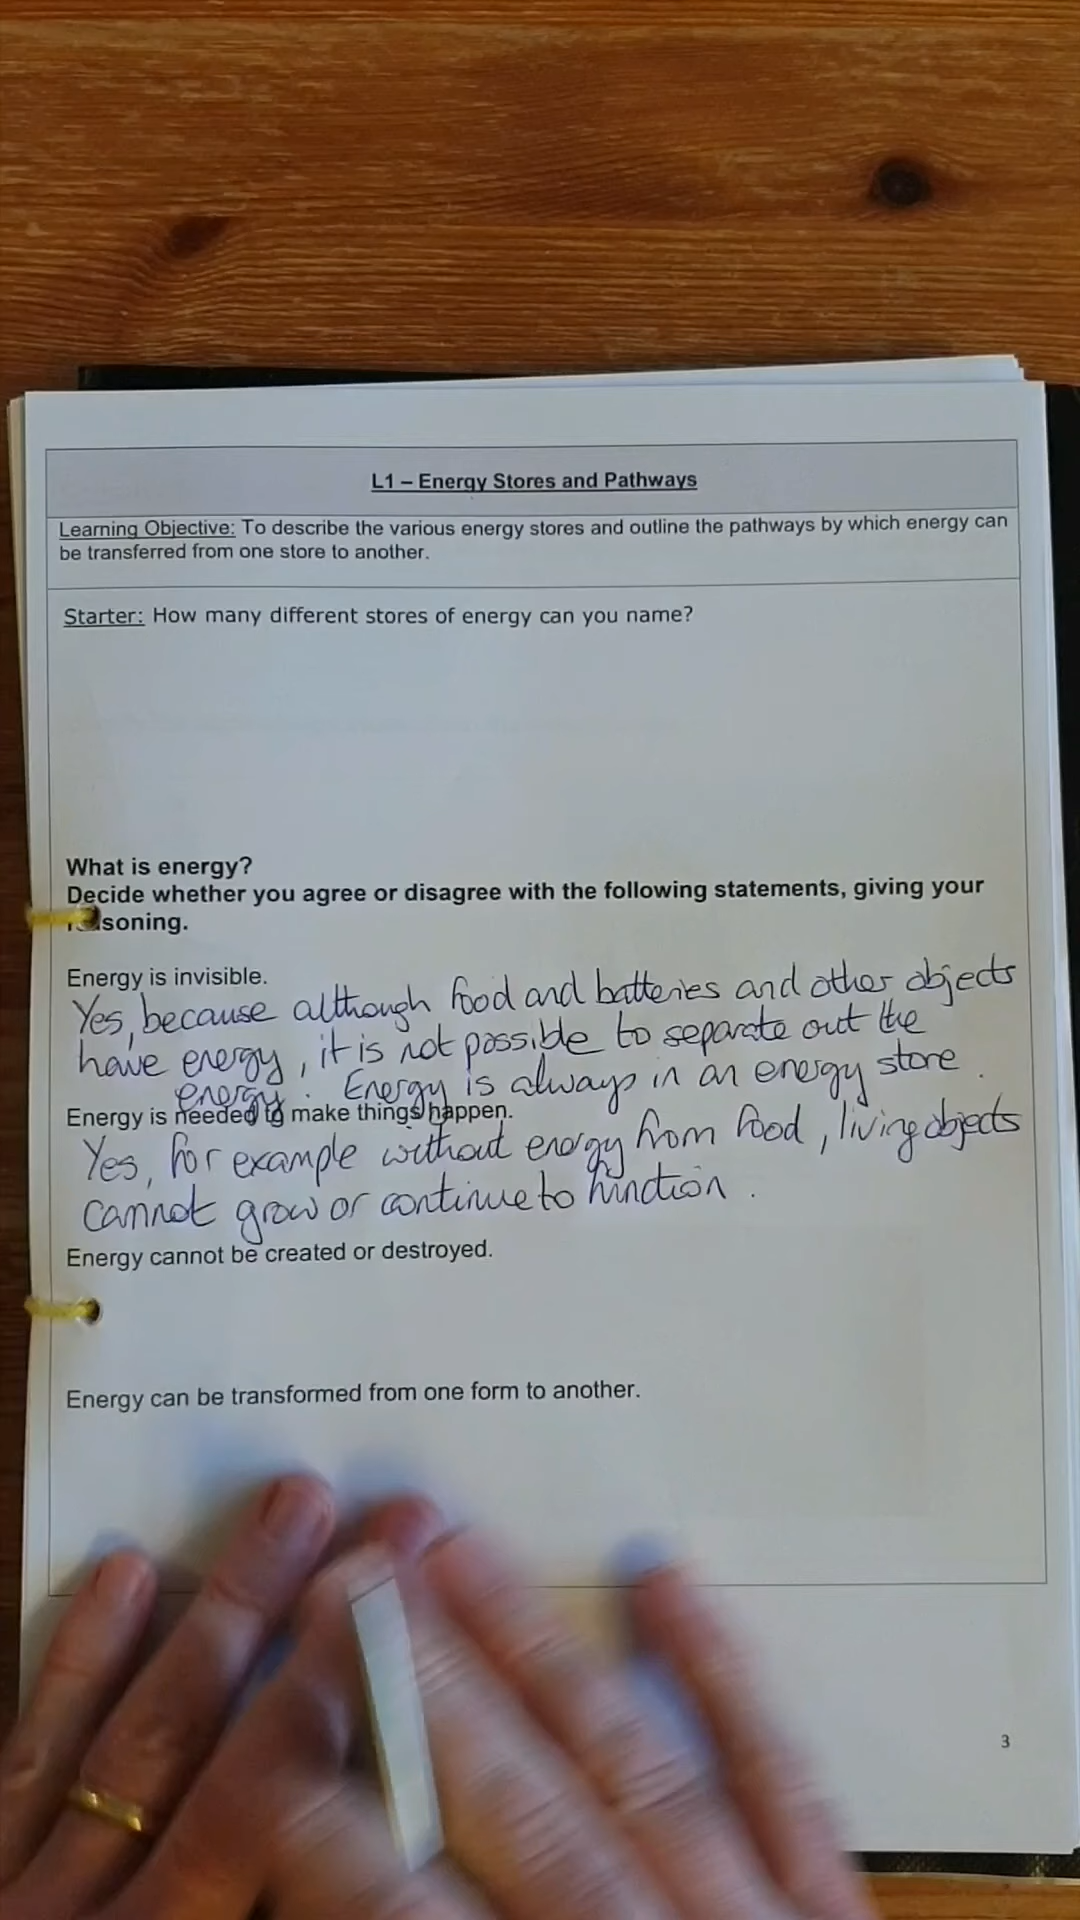 L1 – Energy Stores and Pathways
Learning Objective: To describe the various energy stores and outline the pathways by which energy can
be transferred from one store to another.
Starter: How many different stores of energy can you name?
What is energy?
Decide whether you agree or disagree with the following statements, giving your
reasoning.
Energy is invisible.
Yes, because although food and batteries and other objects
have energy, it is not possible to separate out the
energy. Energy is always in an energy store.
Energy is needed to make things happen.
Yes, for example without energy from food, living objects
cannot grow or continue to function.
Energy cannot be created or destroyed.
Energy can be transformed from one form to another.
3